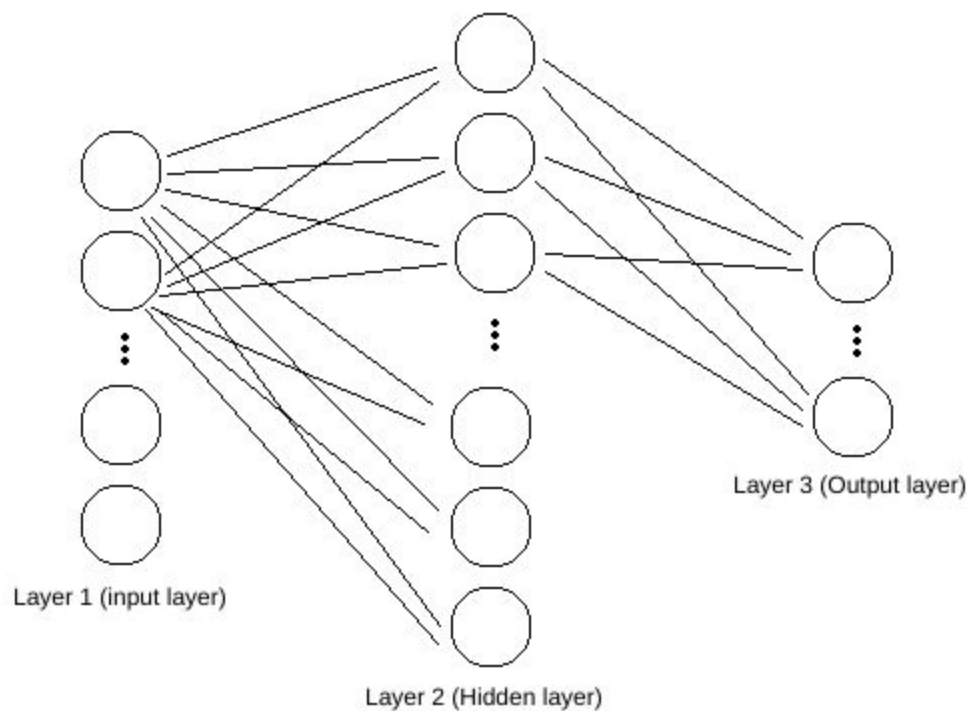 Layer 3 (Output layer)
Layer 1 (input layer)
Layer 2 (Hidden layer)